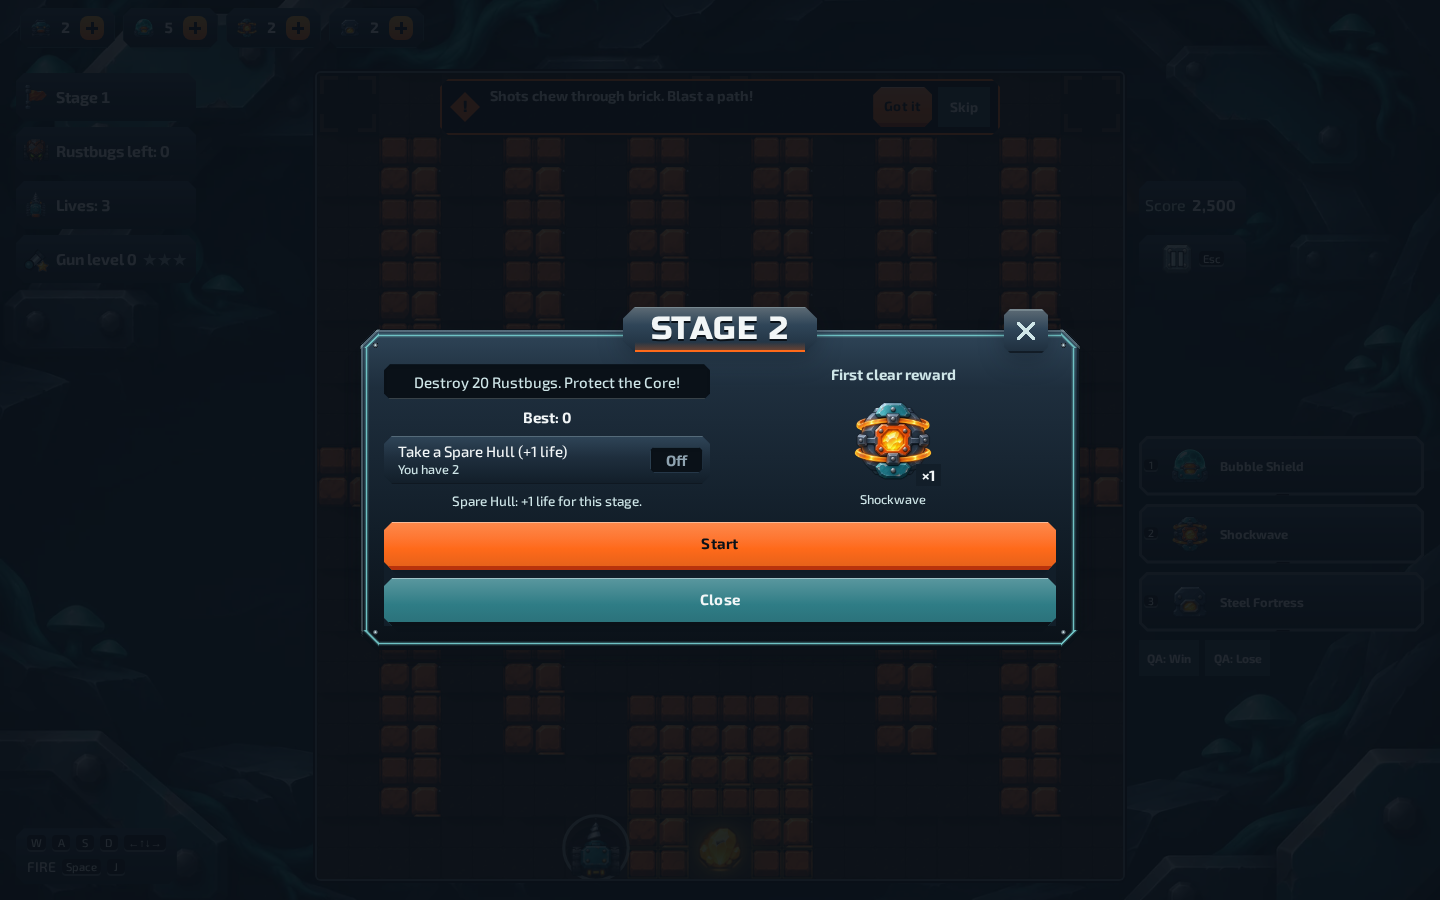 2
5
2
2
Stage 1
Rustbugs left: 0
Lives: 3
Gun level 0
Shots chew through brick. Blast a path!
Got it
Skip
Score 2,500
Esc
STAGE 2
Destroy 20 Rustbugs. Protect the Core!
Best: 0
Take a Spare Hull (+1 life)
You have 2
Off
Spare Hull: +1 life for this stage.
First clear reward
×1
Shockwave
Start
Close
1 Bubble Shield
2 Shockwave
3 Steel Fortress
QA: Win
QA: Lose
W A S D ←↑↓→
FIRE Space J